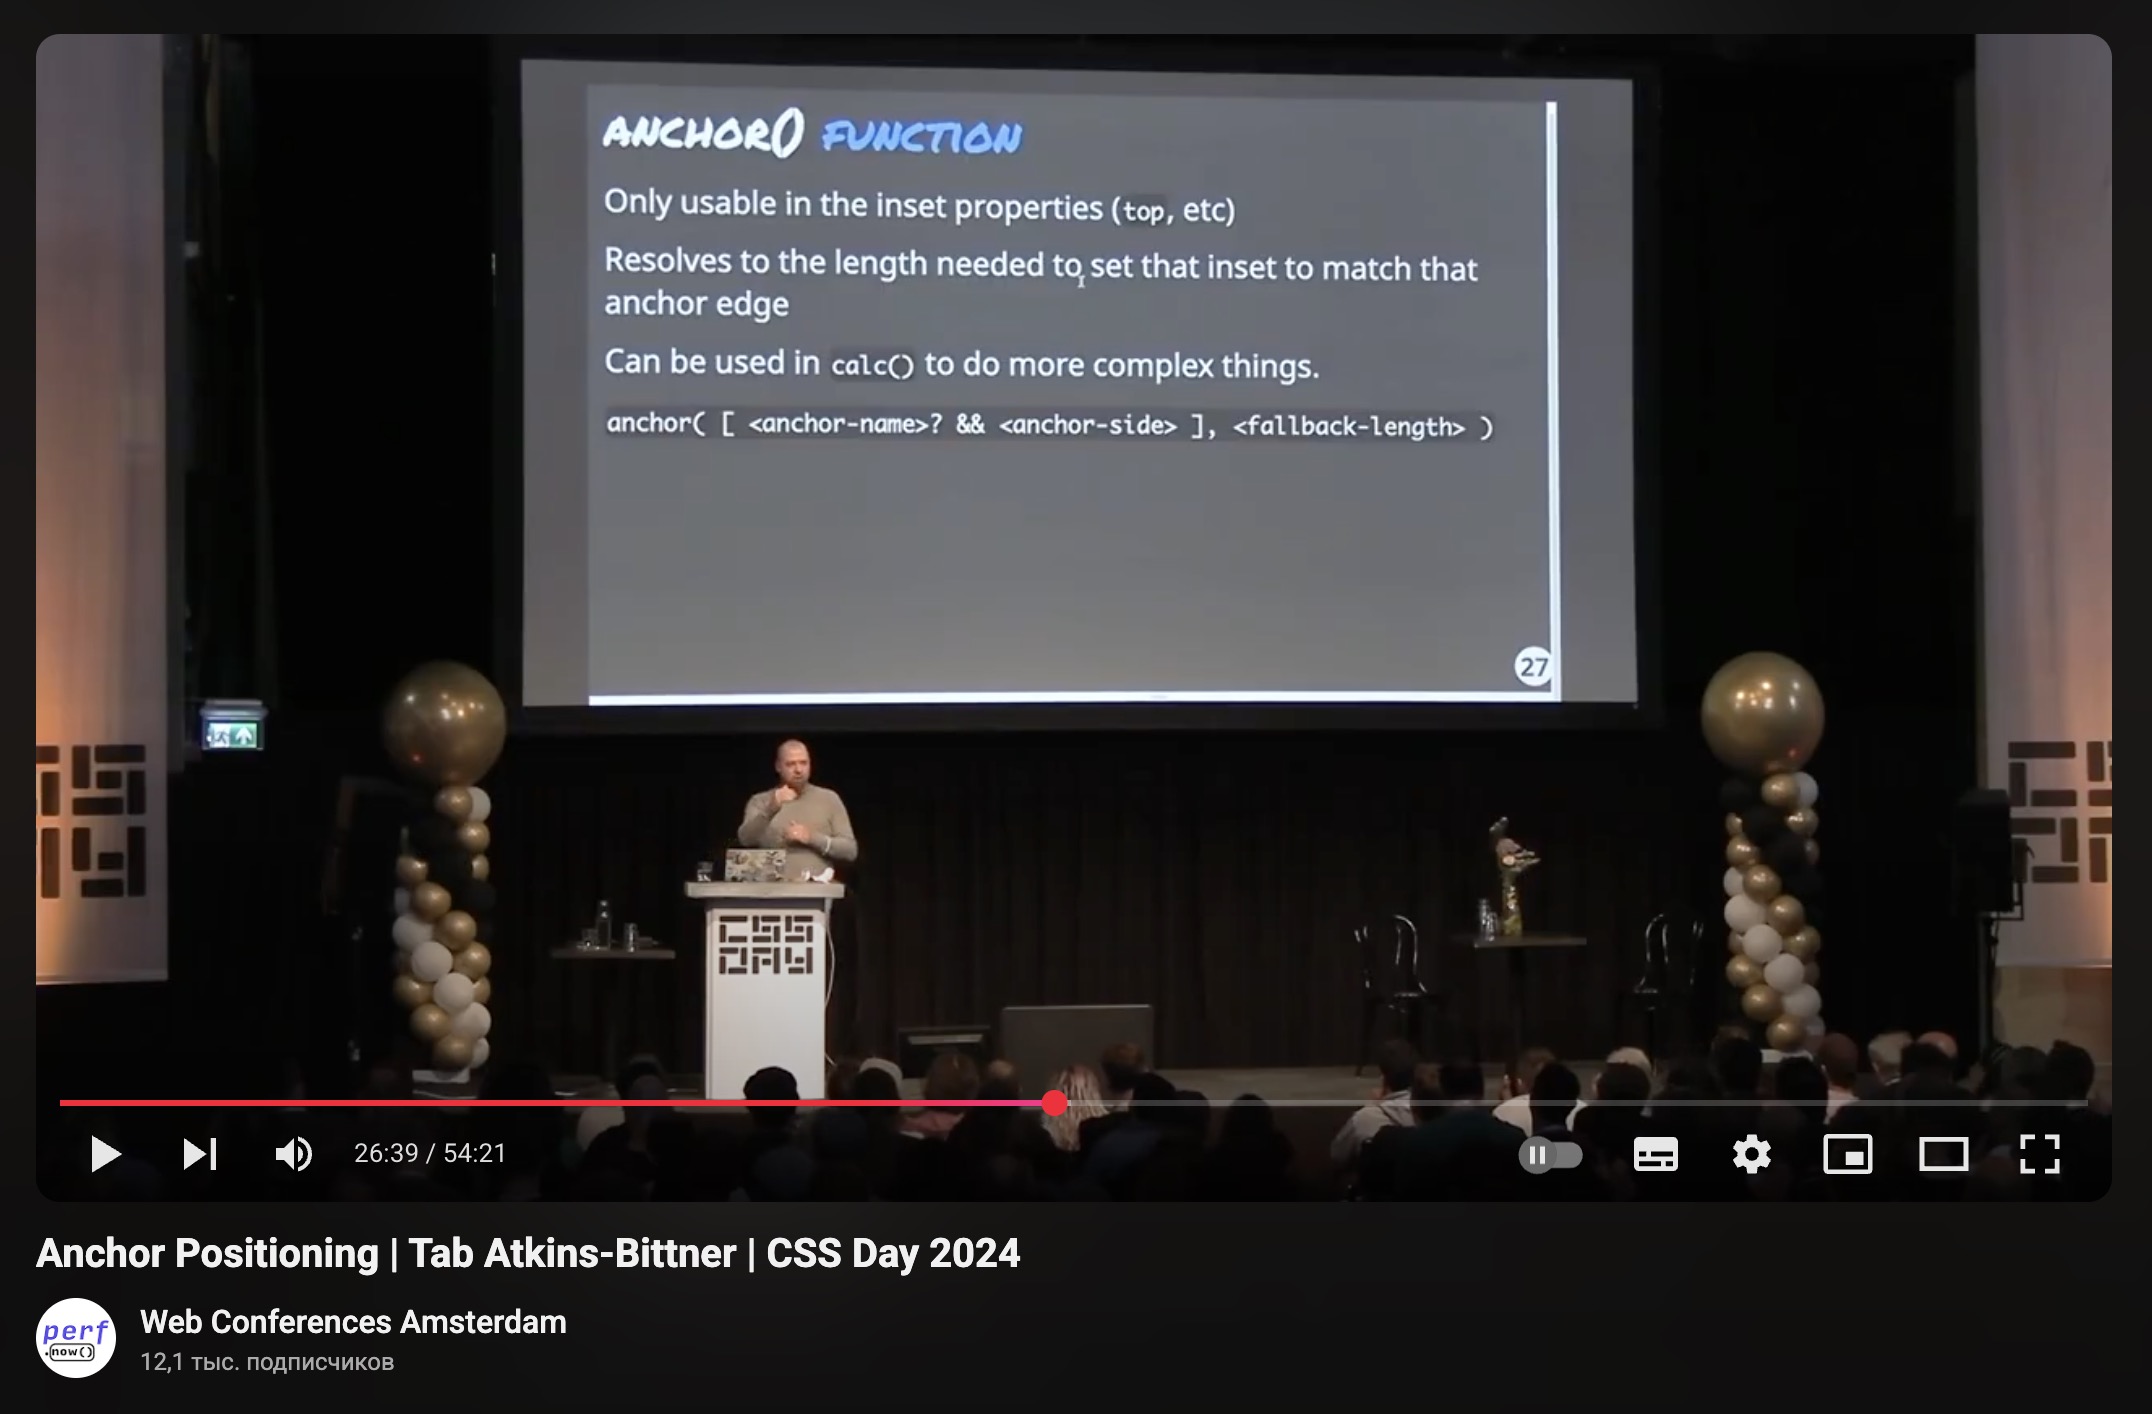 ANCHOR() FUNCTION
Only usable in the inset properties (top, etc)
Resolves to the length needed to set that inset to match that
anchor edge
Can be used in calc() to do more complex things.
anchor( [ <anchor-name>? && <anchor-side> ], <fallback-length> )
27
CSS
DAY
26:39 / 54:21
Anchor Positioning | Tab Atkins-Bittner | CSS Day 2024
perf
.now()
Web Conferences Amsterdam
12,1 тыс. подписчиков